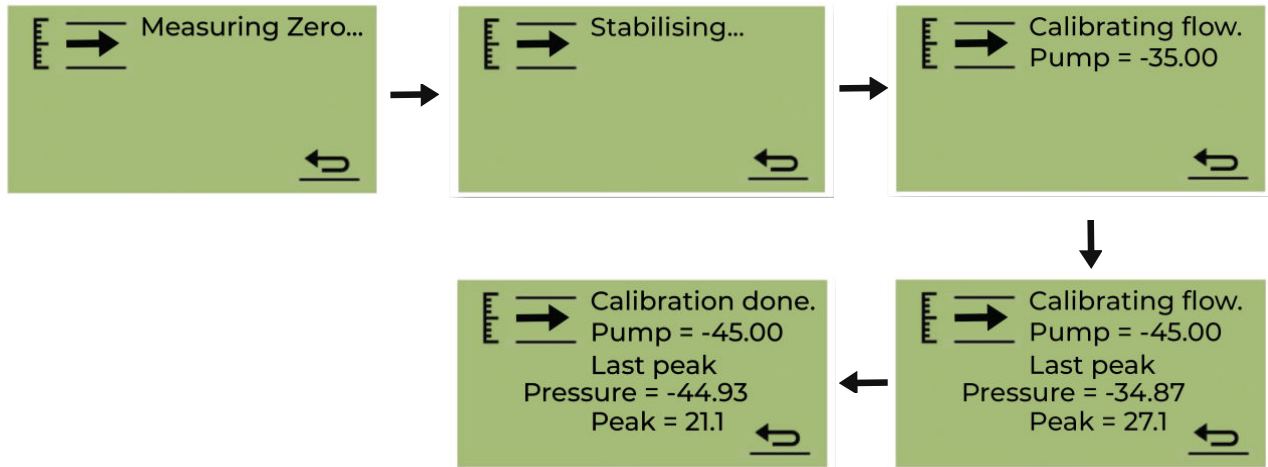 Measuring Zero...
Stabilising...
Calibrating flow.
Pump = -35.00
Calibrating flow.
Pump = -45.00
Last peak
Pressure = -34.87
Peak = 27.1
Calibration done.
Pump = -45.00
Last peak
Pressure = -44.93
Peak = 21.1